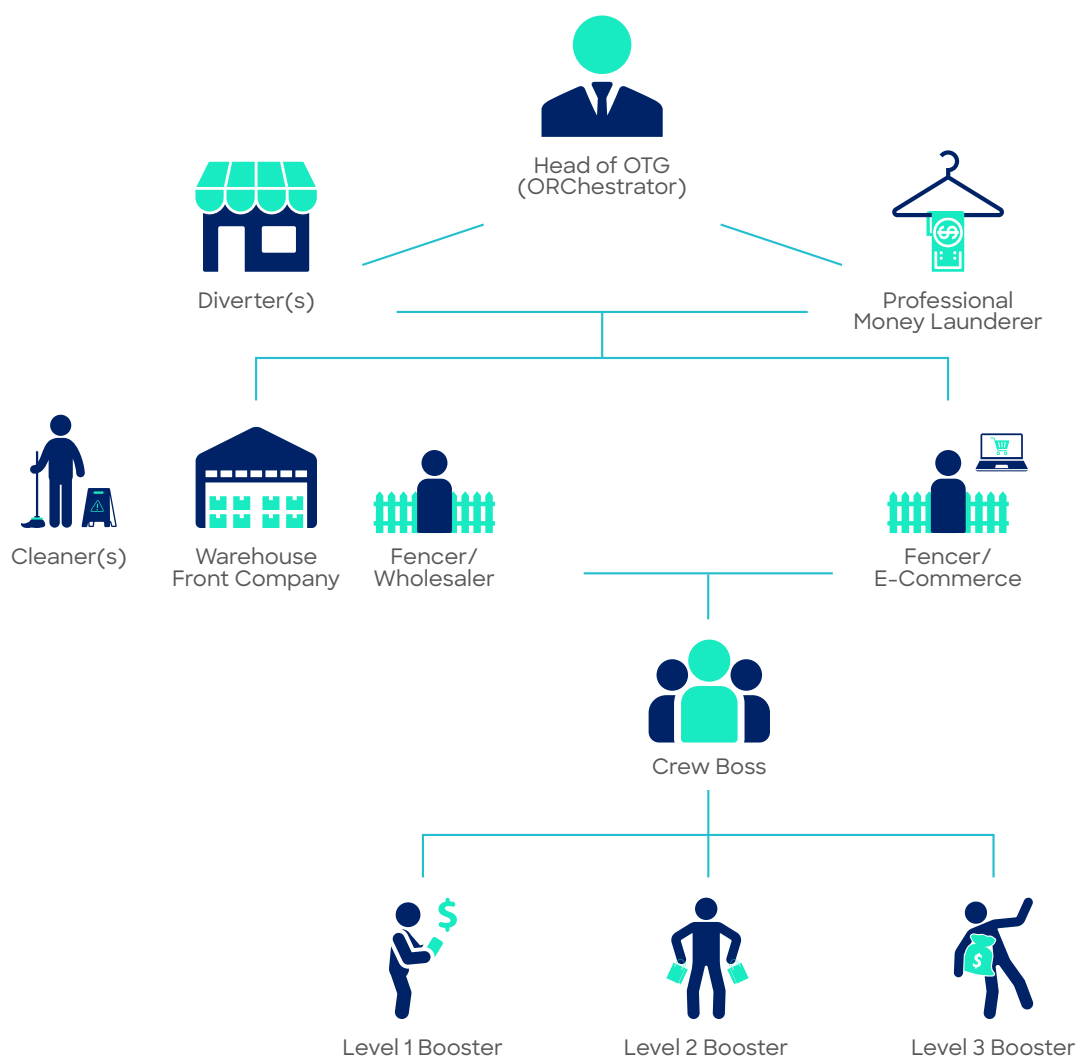 Head of OTG
(ORChestrator)
Diverter(s)
Professional
Money Launderer
Cleaner(s)
Warehouse
Front Company
Fencer/
Wholesaler
Fencer/
E-Commerce
Crew Boss
Level 1 Booster
Level 2 Booster
Level 3 Booster